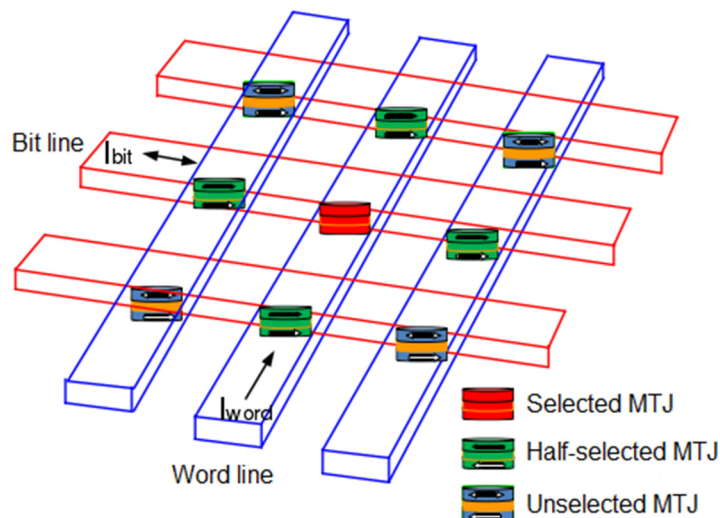 Bit line
Ibit
Iword
Word line
Selected MTJ
Half-selected MTJ
Unselected MTJ